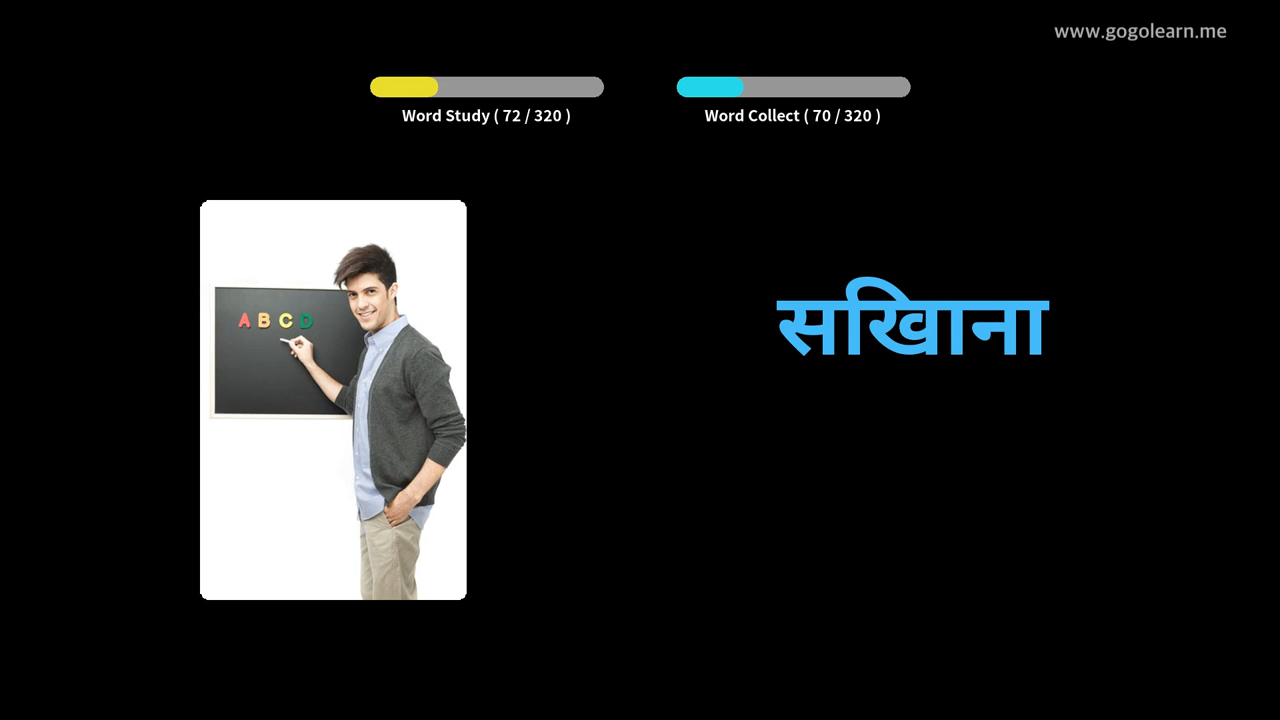 www.gogolearn.me
Word Study ( 72 / 320 )
Word Collect ( 70 / 320 )
A B C D
सखिाना